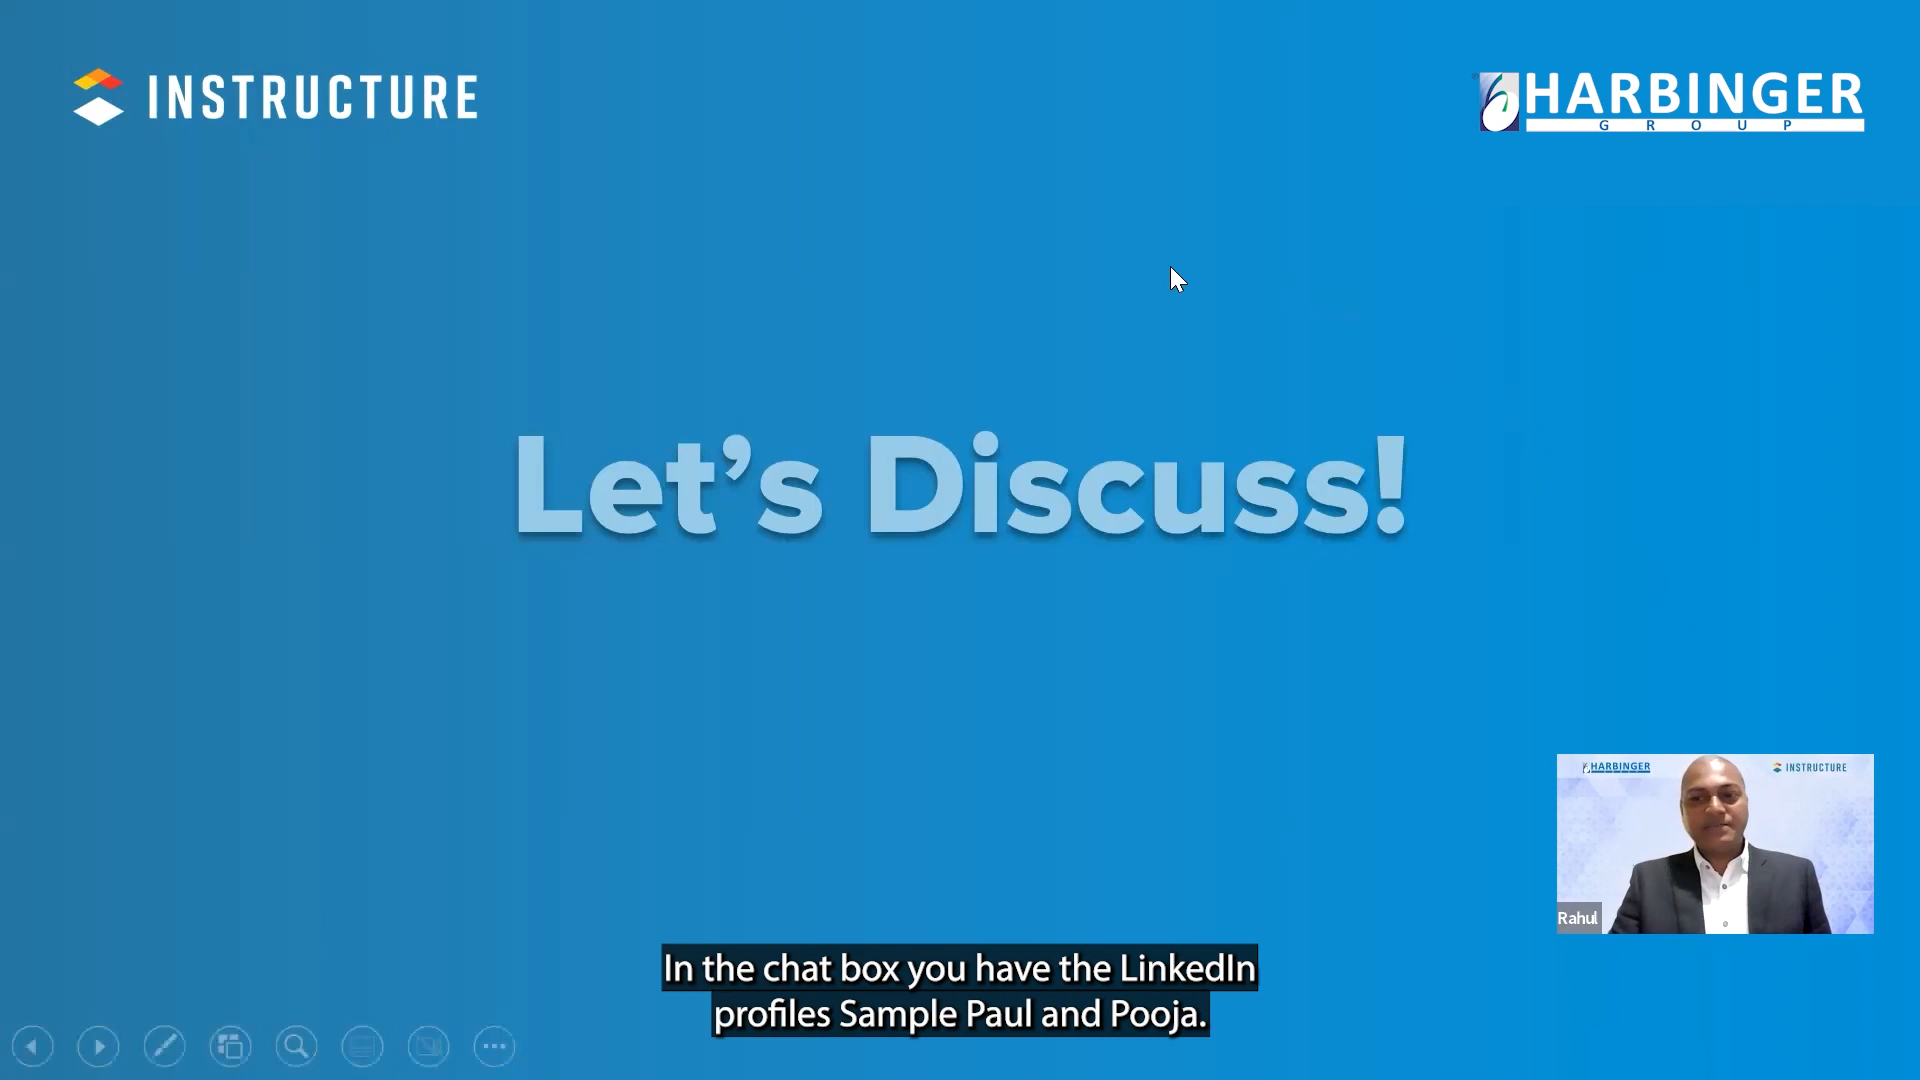 INSTRUCTURE
HARBINGER
GROUP
Let's Discuss!
HARBINGER
INSTRUCTURE
Rahul
In the chat box you have the LinkedIn
profiles Sample Paul and Pooja.